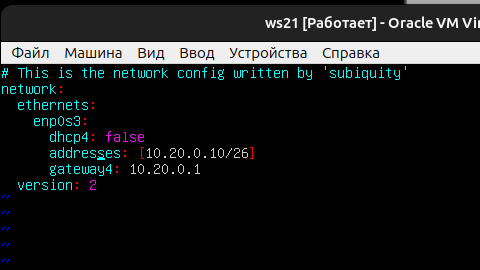 ws21 [Работает] - Oracle VM
Файл Машина Вид Ввод Устройства Справка
# This is the network config written by 'subiquity'
network:
  ethernets:
    enp0s3:
      dhcp4: false
      addresses: [10.20.0.10/26]
      gateway4: 10.20.0.1
  version: 2
~
~
~
~
~